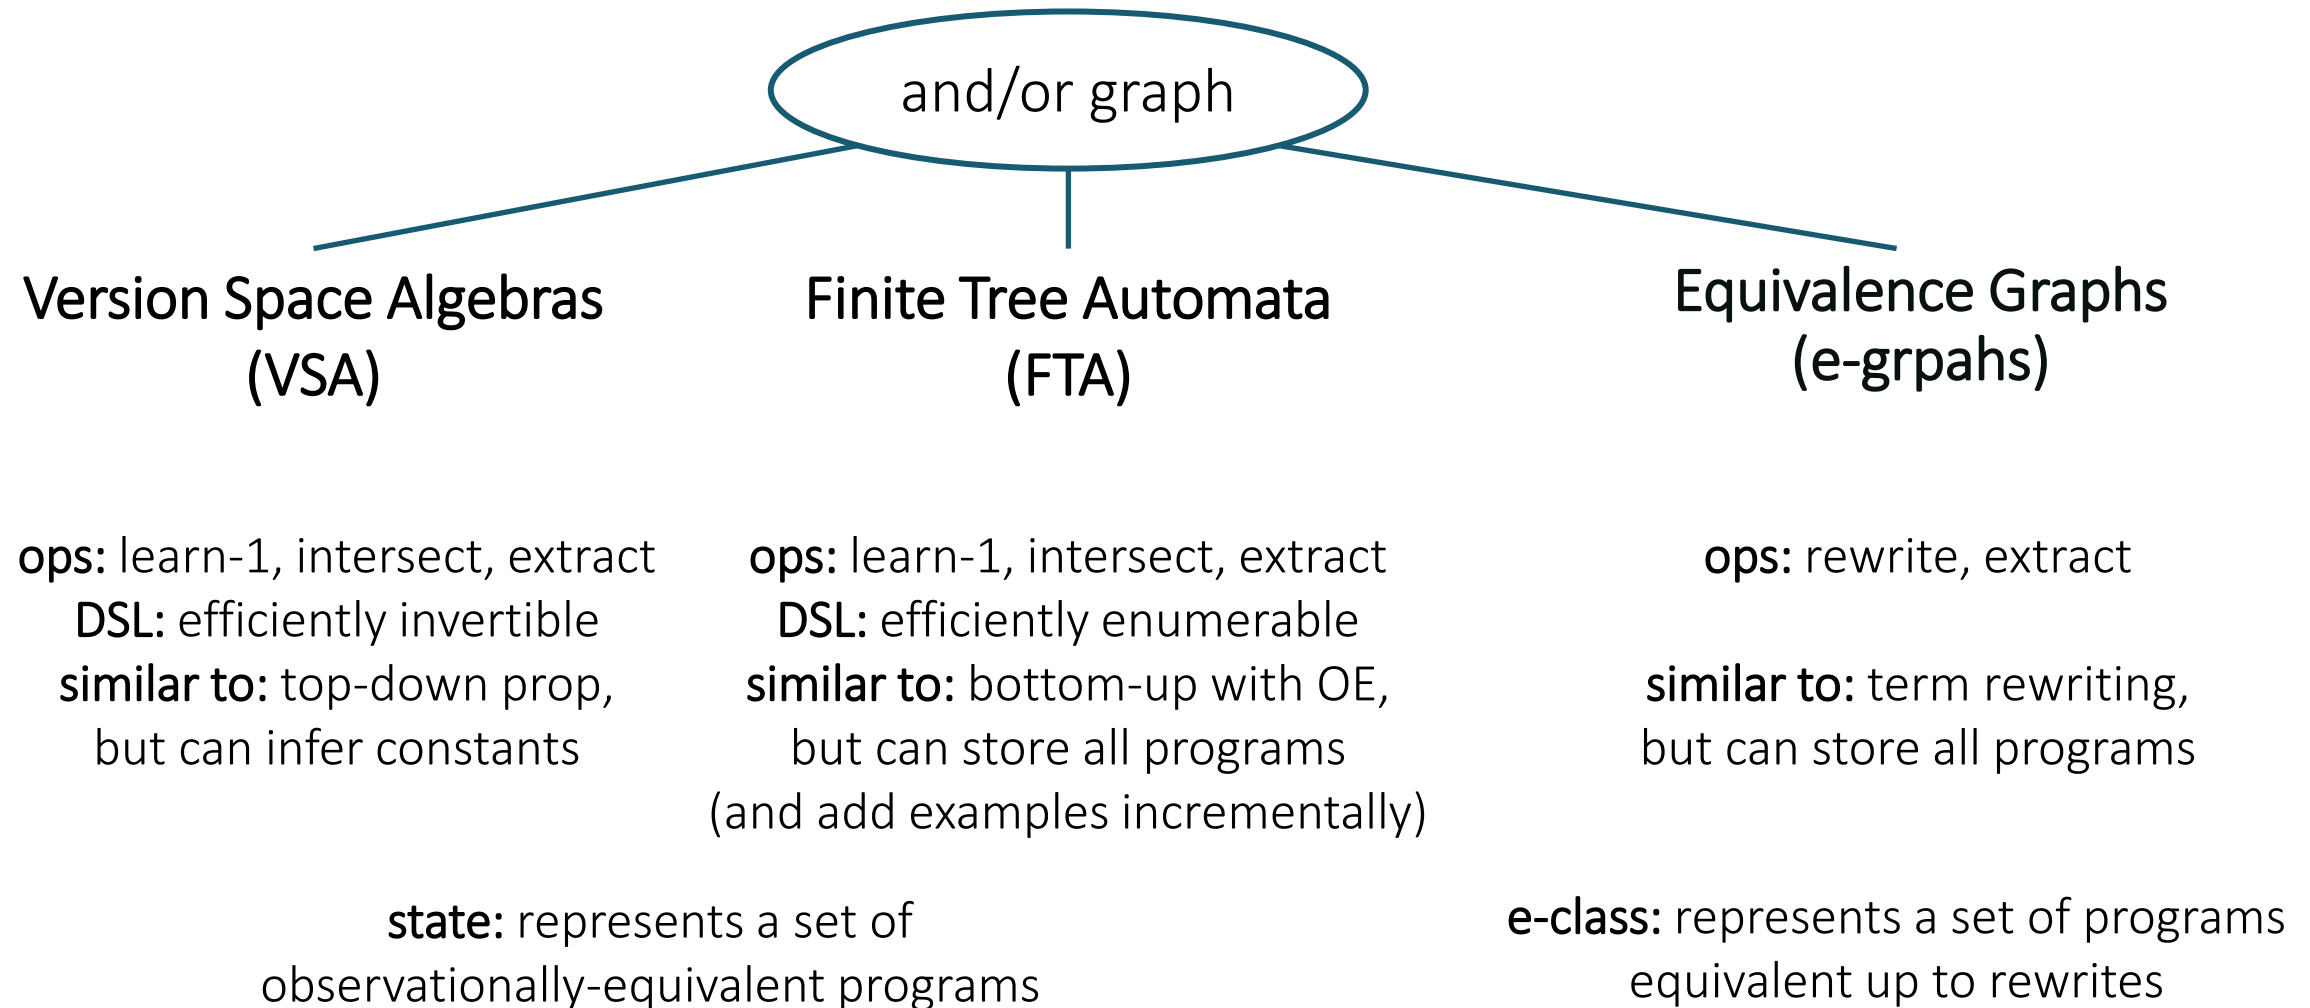 and/or graph
Version Space Algebras
(VSA)
Finite Tree Automata
(FTA)
Equivalence Graphs
(e-grpahs)
ops: learn-1, intersect, extract
DSL: efficiently invertible
similar to: top-down prop,
but can infer constants
ops: learn-1, intersect, extract
DSL: efficiently enumerable
similar to: bottom-up with OE,
but can store all programs
(and add examples incrementally)
ops: rewrite, extract
similar to: term rewriting,
but can store all programs
state: represents a set of
observationally-equivalent programs
e-class: represents a set of programs
equivalent up to rewrites